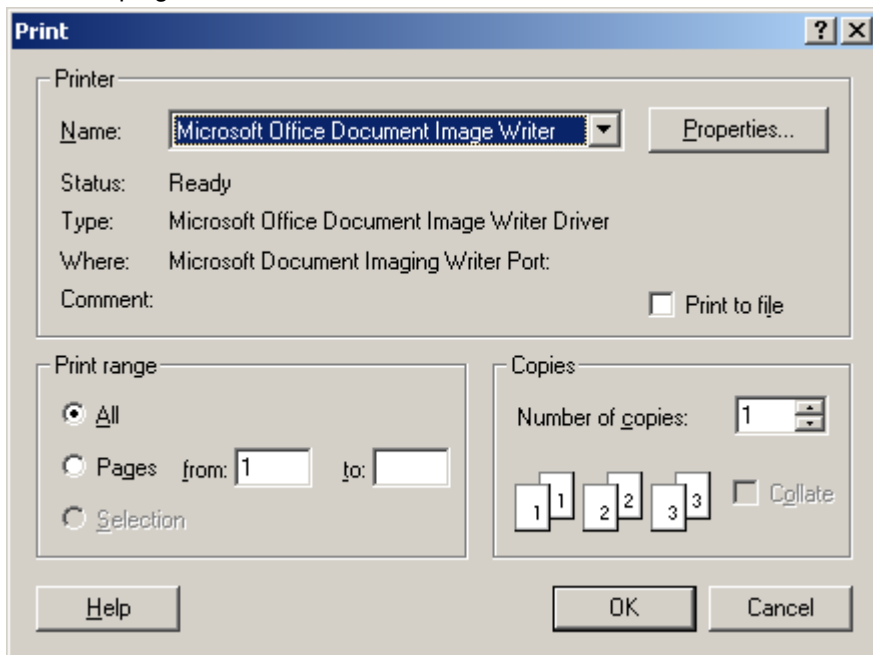 Print
Printer
Name: Microsoft Office Document Image Writer Properties...
Status: Ready
Type: Microsoft Office Document Image Writer Driver
Where: Microsoft Document Imaging Writer Port:
Comment: Print to file
Print range
All
Pages from: 1 to:
Selection
Copies
Number of copies: 1
1 1 2 2 3 3 Collate
Help OK Cancel